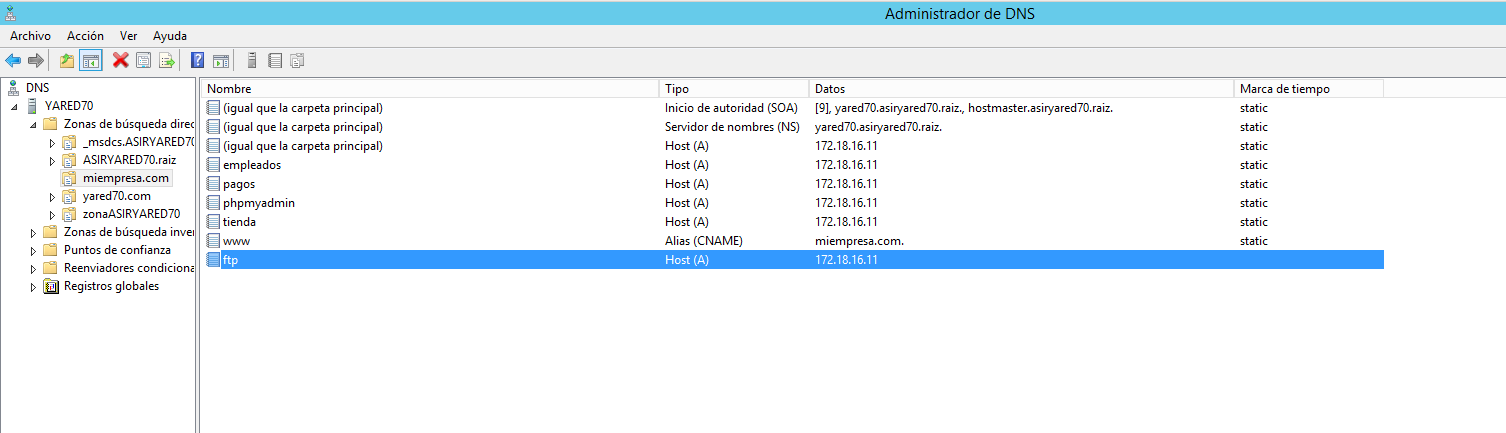 Administrador de DNS
Archivo Acción Ver Ayuda
DNS
YARED70
Zonas de búsqueda direc
_msdcs.ASIRYARED70
ASIRYARED70.raiz
miempresa.com
yared70.com
zonaASIRYARED70
Zonas de búsqueda inver
Puntos de confianza
Reenviadores condiciona
Registros globales
Nombre Tipo Datos Marca de tiempo
(igual que la carpeta principal) Inicio de autoridad (SOA) [9], yared70.asiryared70.raiz., hostmaster.asiryared70.raiz. static
(igual que la carpeta principal) Servidor de nombres (NS) yared70.asiryared70.raiz. static
(igual que la carpeta principal) Host (A) 172.18.16.11 static
empleados Host (A) 172.18.16.11 static
pagos Host (A) 172.18.16.11 static
phpmyadmin Host (A) 172.18.16.11 static
tienda Host (A) 172.18.16.11 static
www Alias (CNAME) miempresa.com. static
ftp Host (A) 172.18.16.11